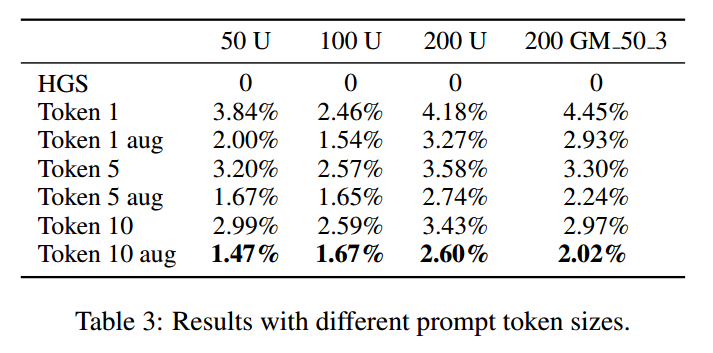 50 U 100 U 200 U 200 GM_50_3
HGS 0 0 0 0
Token 1 3.84% 2.46% 4.18% 4.45%
Token 1 aug 2.00% 1.54% 3.27% 2.93%
Token 5 3.20% 2.57% 3.58% 3.30%
Token 5 aug 1.67% 1.65% 2.74% 2.24%
Token 10 2.99% 2.59% 3.43% 2.97%
Token 10 aug 1.47% 1.67% 2.60% 2.02%
Table 3: Results with different prompt token sizes.